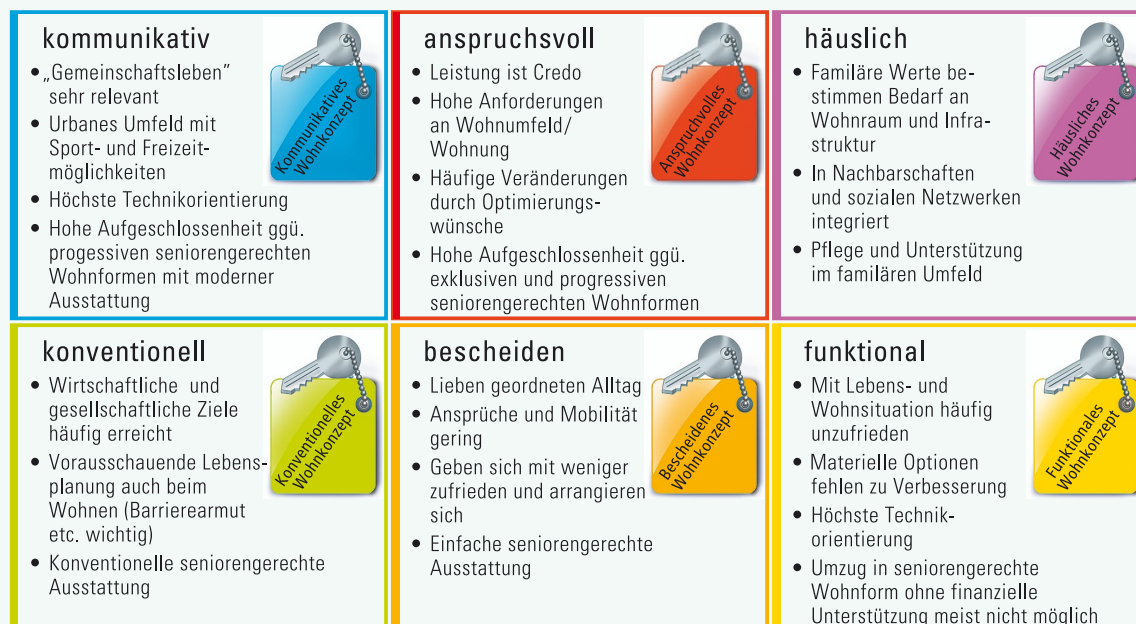 kommunikativ
• „Gemeinschaftsleben"
sehr relevant
• Urbanes Umfeld mit
Sport- und Freizeit-
möglichkeiten
• Höchste Technikorientierung
• Hohe Aufgeschlossenheit ggü.
progessiven seniorengerechten
Wohnformen mit moderner
Ausstattung
Kommunikatives
Wohnkonzept
anspruchsvoll
• Leistung ist Credo
• Hohe Anforderungen
an Wohnumfeld/
Wohnung
• Häufige Veränderungen
durch Optimierungs-
wünsche
• Hohe Aufgeschlossenheit ggü.
exklusiven und progressiven
seniorengerechten Wohnformen
Anspruchvolles
Wohnkonzept
häuslich
• Familäre Werte be-
stimmen Bedarf an
Wohnraum und Infra-
struktur
• In Nachbarschaften
und sozialen Netzwerken
integriert
• Pflege und Unterstützung
im familären Umfeld
Häusliches
Wohnkonzept
konventionell
• Wirtschaftliche und
gesellschaftliche Ziele
häufig erreicht
• Vorausschauende Lebens-
planung auch beim
Wohnen (Barrierearmut
etc. wichtig)
• Konventionelle seniorengerechte
Ausstattung
Konventionelles
Wohnkonzept
bescheiden
• Lieben geordneten Alltag
• Ansprüche und Mobilität
gering
• Geben sich mit weniger
zufrieden und arrangieren
sich
• Einfache seniorengerechte
Ausstattung
Bescheidenes
Wohnkonzept
funktional
• Mit Lebens- und
Wohnsituation häufig
unzufrieden
• Materielle Optionen
fehlen zu Verbesserung
• Höchste Technik-
orientierung
• Umzug in seniorengerechte
Wohnform ohne finanzielle
Unterstützung meist nicht möglich
Funktionales
Wohnkonzept